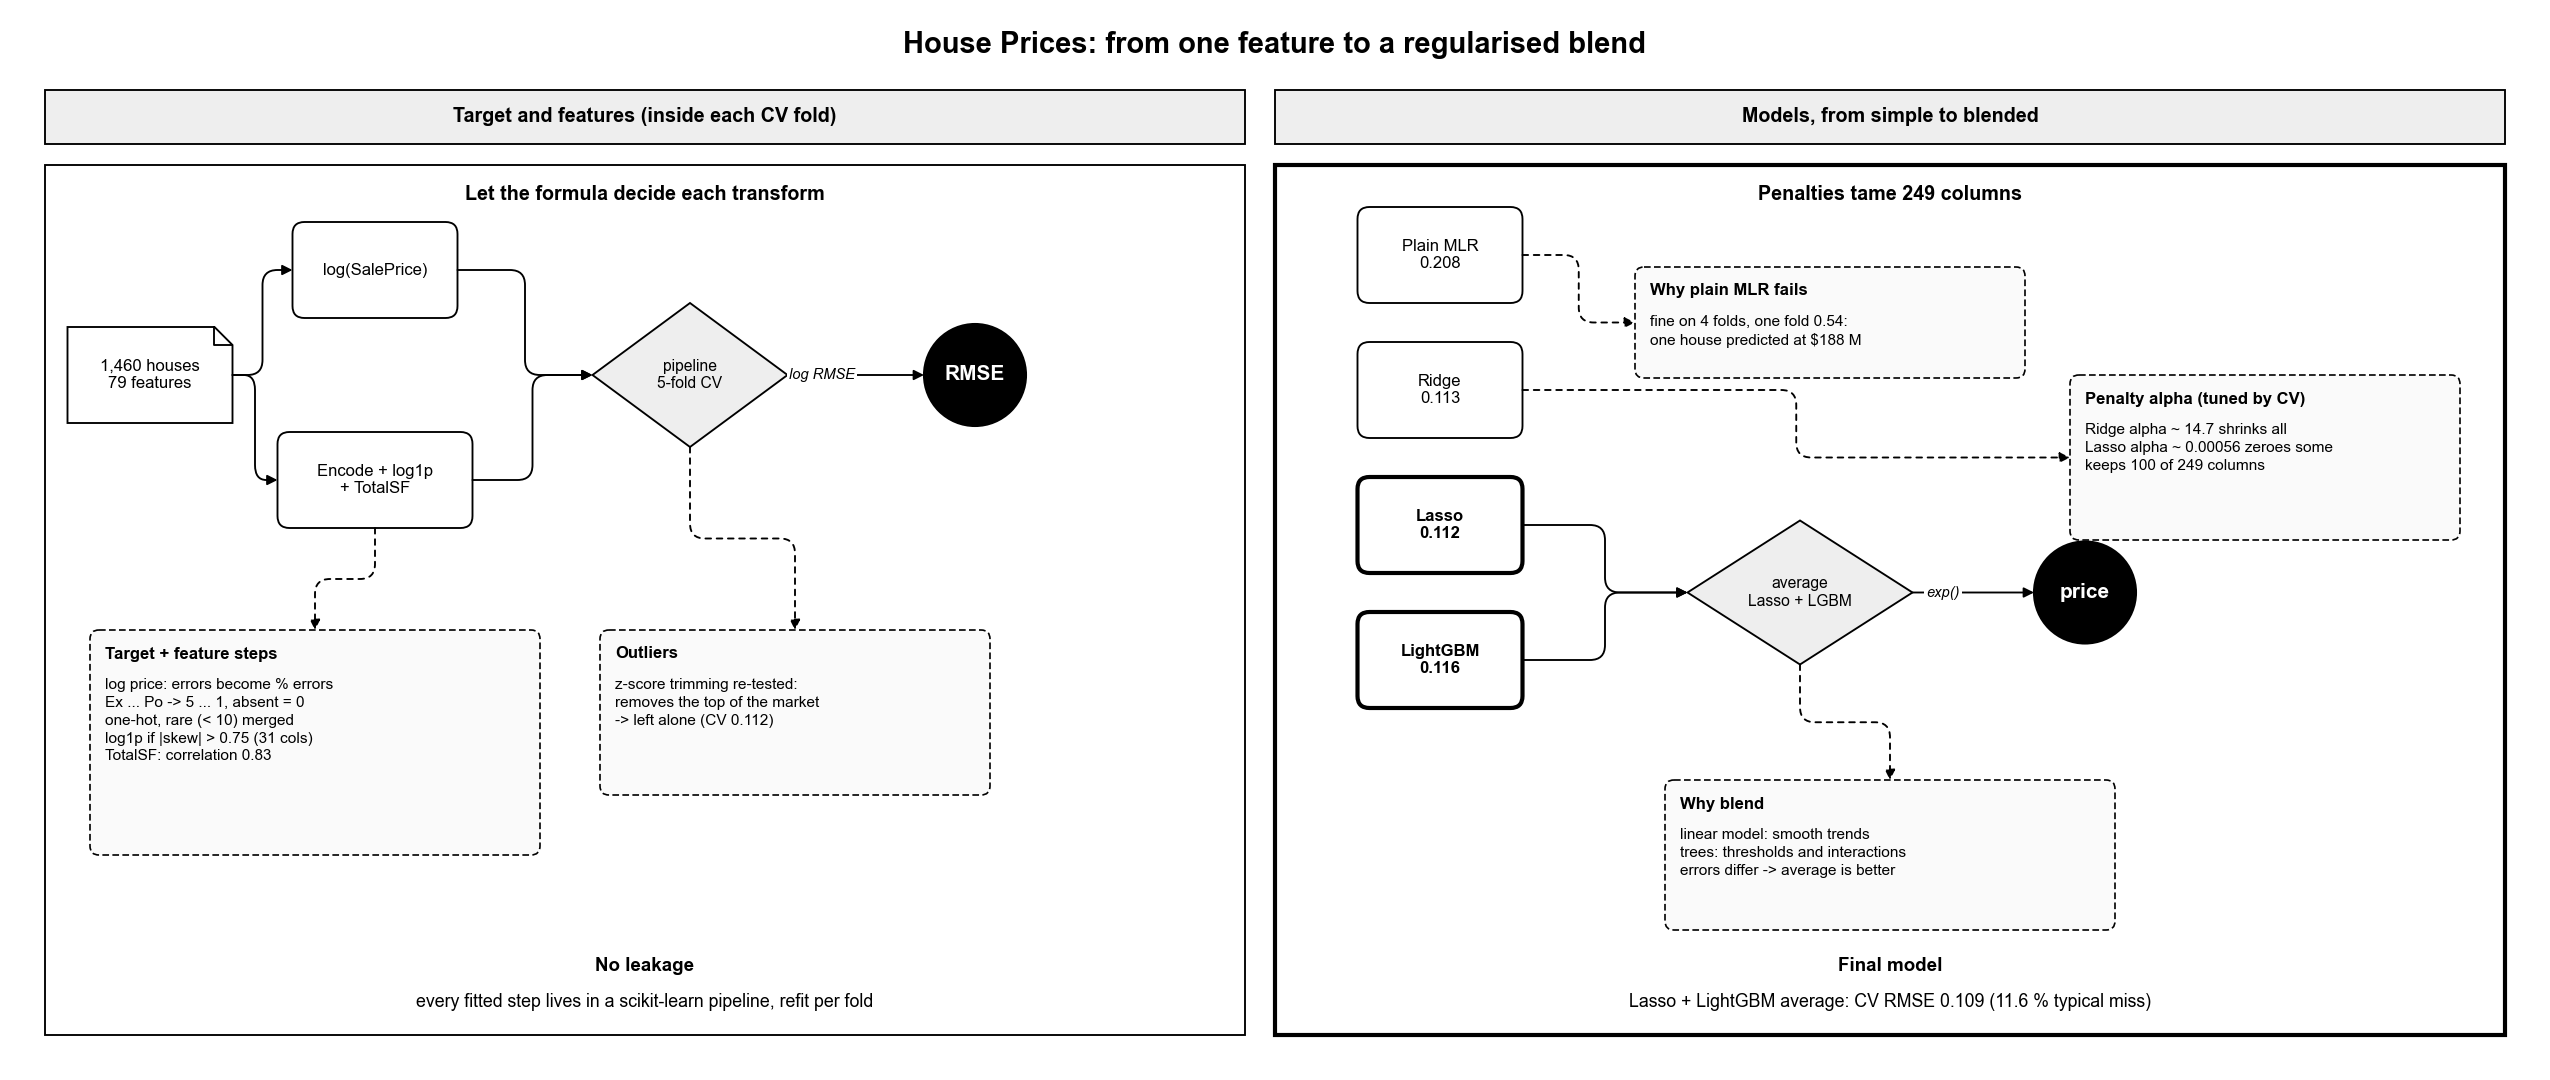 House Prices: from one feature to a regularised blend
Target and features (inside each CV fold)
Let the formula decide each transform
log(SalePrice)
1,460 houses
79 features
pipeline
5-fold CV
log RMSE
RMSE
Encode + log1p
+ TotalSF
Target + feature steps
log price: errors become % errors
Ex ... Po -> 5 ... 1, absent = 0
one-hot, rare (< 10) merged
log1p if |skew| > 0.75 (31 cols)
TotalSF: correlation 0.83
Outliers
z-score trimming re-tested:
removes the top of the market
-> left alone (CV 0.112)
No leakage
every fitted step lives in a scikit-learn pipeline, refit per fold
Models, from simple to blended
Penalties tame 249 columns
Plain MLR
0.208
Why plain MLR fails
fine on 4 folds, one fold 0.54:
one house predicted at $188 M
Ridge
0.113
Penalty alpha (tuned by CV)
Ridge alpha ~ 14.7 shrinks all
Lasso alpha ~ 0.00056 zeroes some
keeps 100 of 249 columns
Lasso
0.112
average
Lasso + LGBM
exp()
price
LightGBM
0.116
Why blend
linear model: smooth trends
trees: thresholds and interactions
errors differ -> average is better
Final model
Lasso + LightGBM average: CV RMSE 0.109 (11.6 % typical miss)